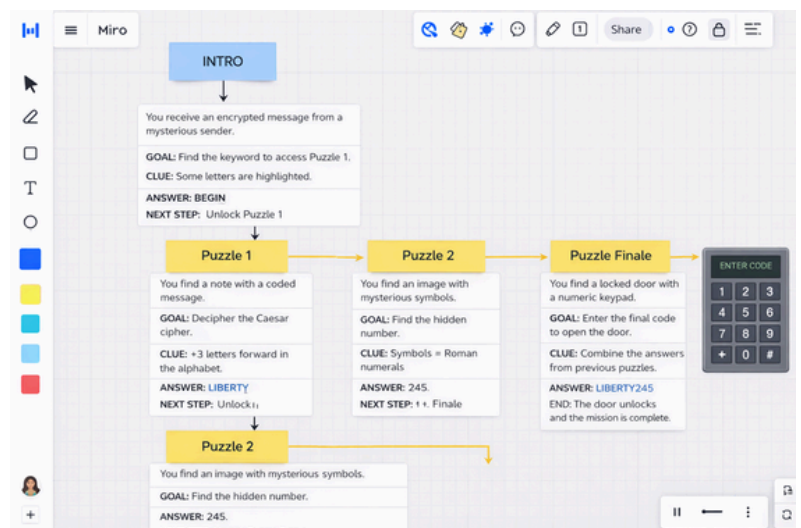 Miro
1
Share
INTRO
You receive an encrypted message from a
mysterious sender.
GOAL: Find the keyword to access Puzzle 1.
CLUE: Some letters are highlighted.
ANSWER: BEGIN
NEXT STEP: Unlock Puzzle 1
Puzzle 1
You find a note with a coded
message.
GOAL: Decipher the Caesar
cipher.
CLUE: +3 letters forward in
the alphabet.
ANSWER: LIBERTY
NEXT STEP: Unlock
Puzzle 2
You find an image with
mysterious symbols.
GOAL: Find the hidden
number.
CLUE: Symbols = Roman
numerals
ANSWER: 245.
NEXT STEP: Finale
Puzzle Finale
You find a locked door with
a numeric keypad.
GOAL: Enter the final code
to open the door.
CLUE: Combine the answers
from previous puzzles.
ANSWER: LIBERTY245
END: The door unlocks
and the mission is complete.
ENTER CODE
1 2 3
4 5 6
7 8 9
+ 0 #
Puzzle 2
You find an image with mysterious symbols.
GOAL: Find the hidden number.
ANSWER: 245.
T